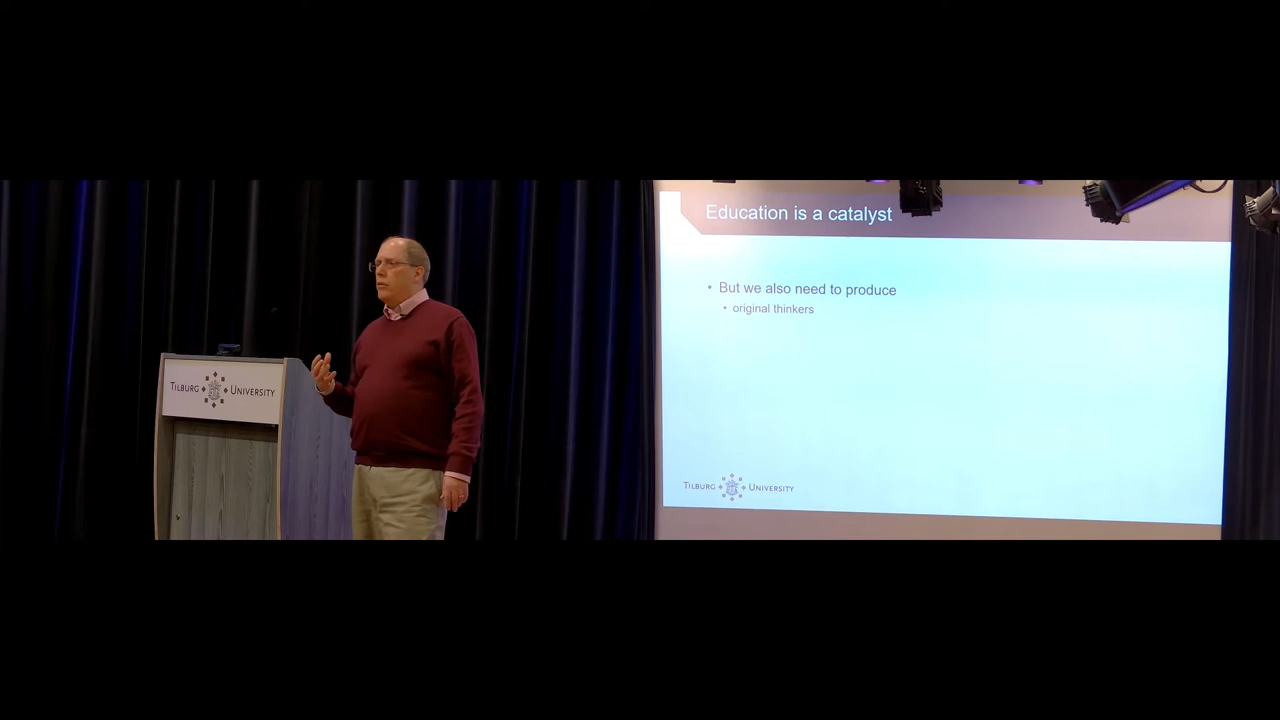 TILBURG UNIVERSITY
Education is a catalyst
• But we also need to produce
• original thinkers
TILBURG UNIVERSITY